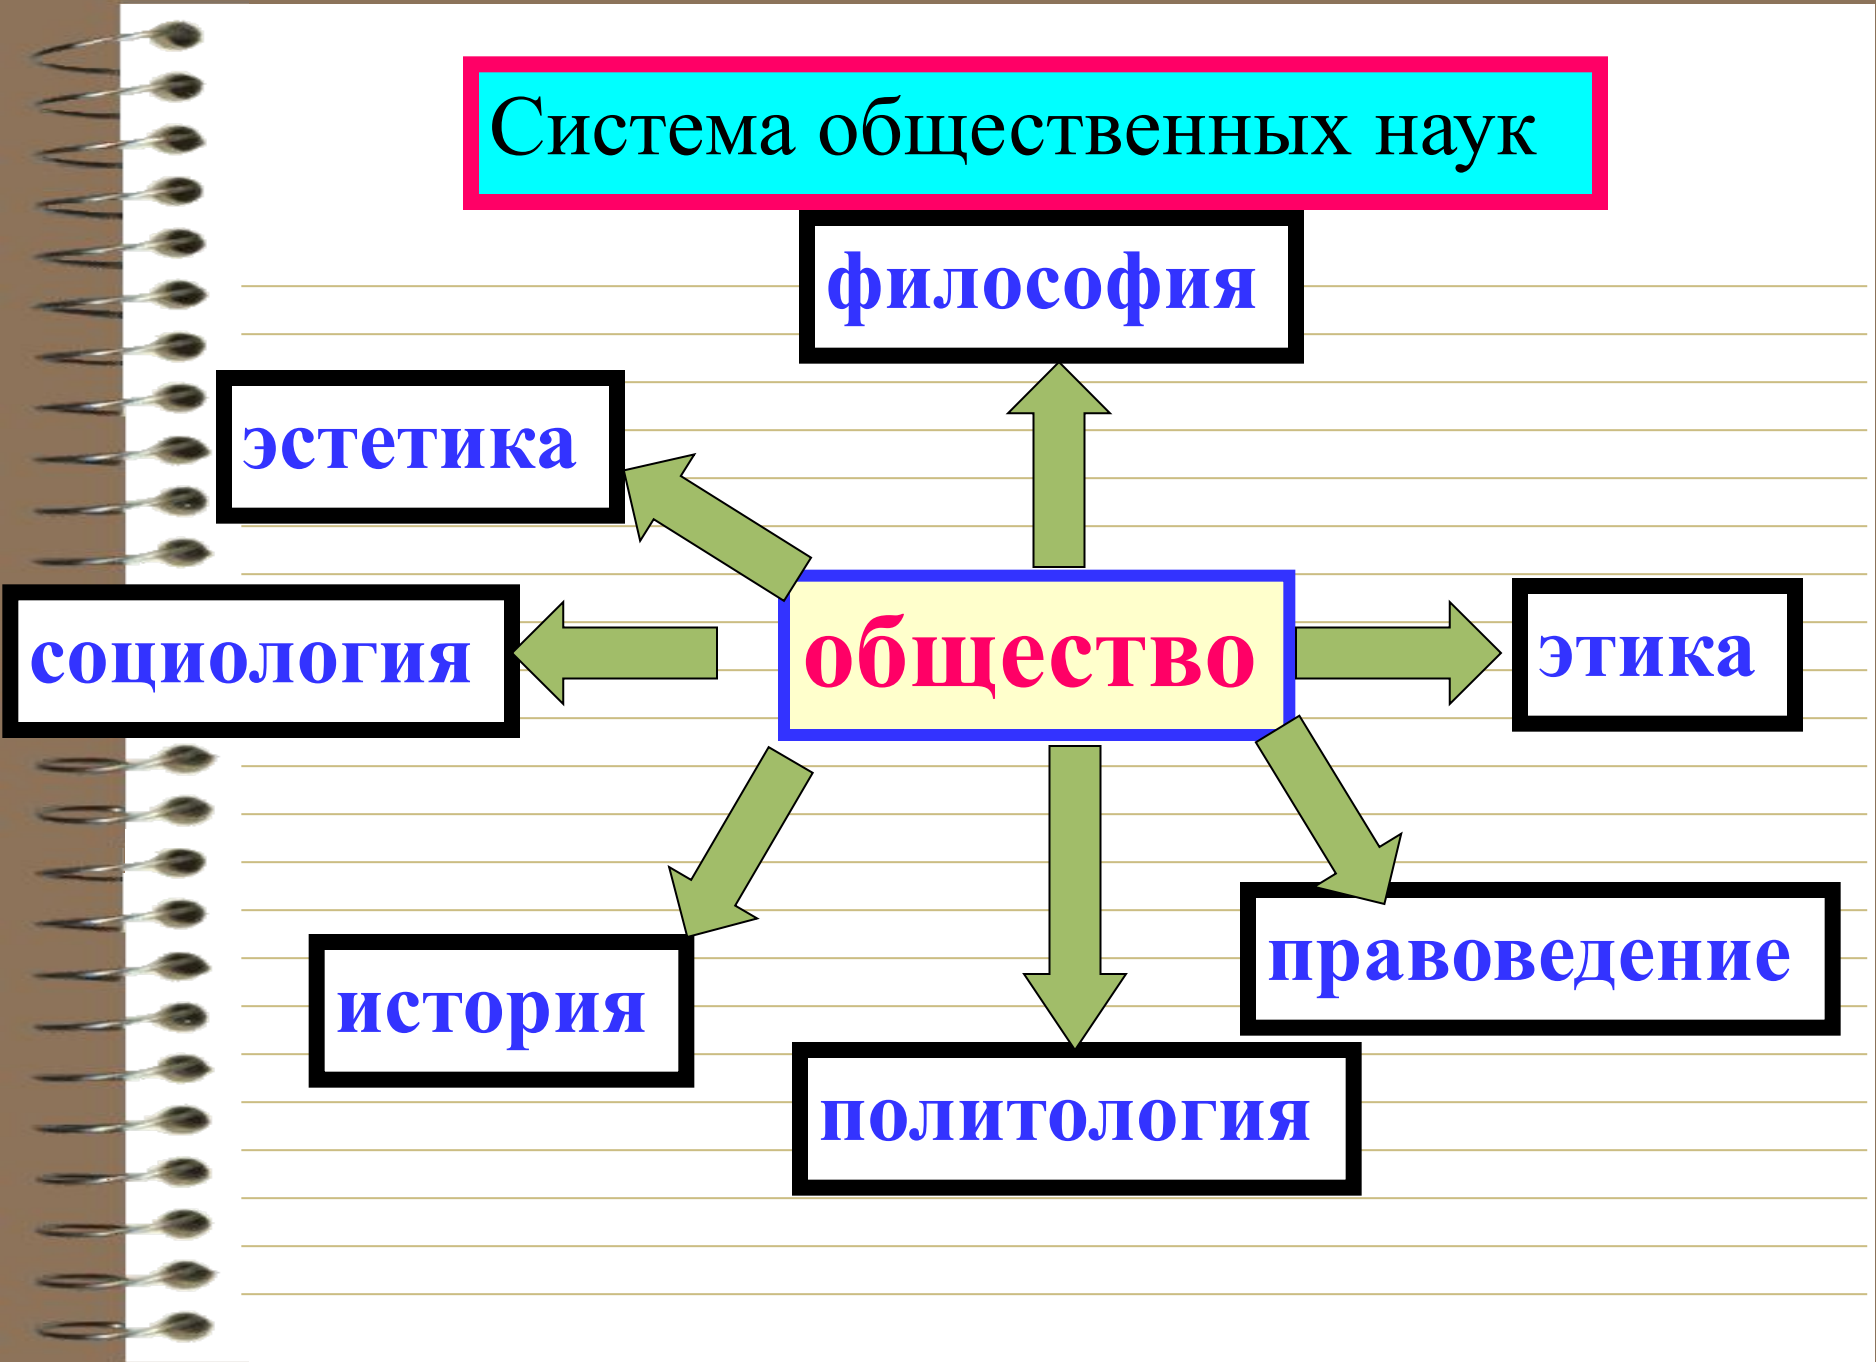 Система общественных наук
философия
эстетика
социология
общество
этика
история
правоведение
политология